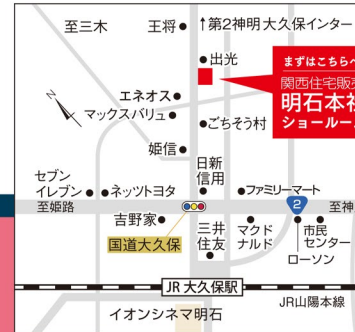 至三木
王将
↑第2神明 大久保インター
出光
まずはこちらへ
関西住宅販売
明石本社
ショールーム
エネオス
マックスバリュ
ごちそう村
姫信
日新
信用
セブン
イレブン
ネッツトヨタ
ファミリーマート
至姫路
2
至神
吉野家
国道大久保
三井
住友
マクド
ナルド
市民
センター
ローソン
JR 大久保駅
JR山陽本線
イオンシネマ明石